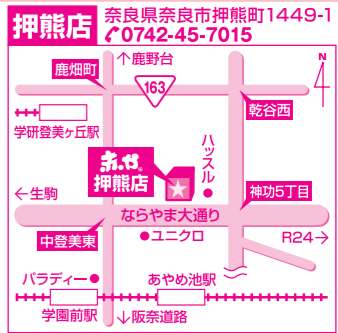 押熊店
奈良県奈良市押熊町1449-1
0742-45-7015
↑鹿野台
N
鹿畑町
163
乾谷西
学研登美ヶ丘駅
ハッスル
赤のれん
押熊店
←生駒
神功5丁目
ならやま大通り
中登美東
ユニクロ
R24→
パラディー
あやめ池駅
学園前駅
↓阪奈道路